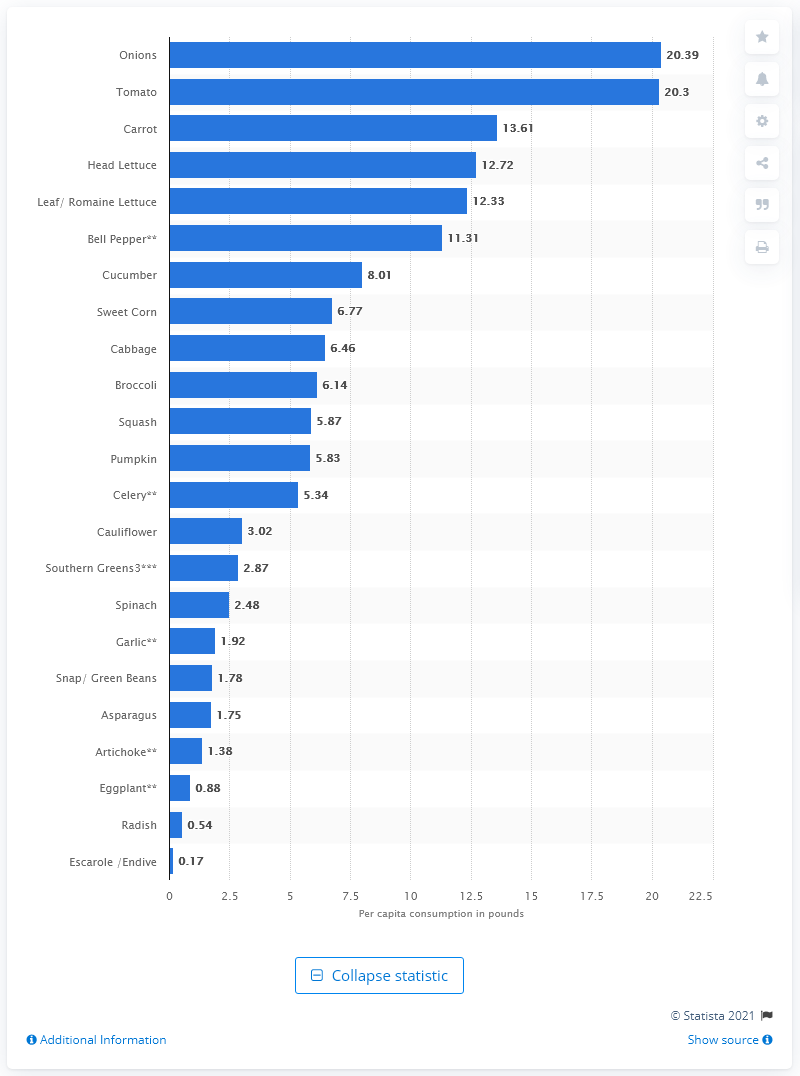 Onions 20.39
Tomato 20.3
Carrot 13.61
Head Lettuce 12.72
Leaf/ Romaine Lettuce 12.33
Bell Pepper** 11.31
Cucumber 8.01
Sweet Corn 6.77
Cabbage 6.46
Broccoli 6.14
Squash 5.87
Pumpkin 5.83
Celery** 5.34
Cauliflower 3.02
Southern Greens3*** 2.87
Spinach 2.48
Garlic** 1.92
Snap/ Green Beans 1.78
Asparagus 1.75
Artichoke** 1.38
Eggplant** 0.88
Radish 0.54
Escarole /Endive 0.17
0 2.5 5 7.5 10 12.5 15 17.5 20 22.5
Per capita consumption in pounds
Collapse statistic
© Statista 2021
Additional Information Show source